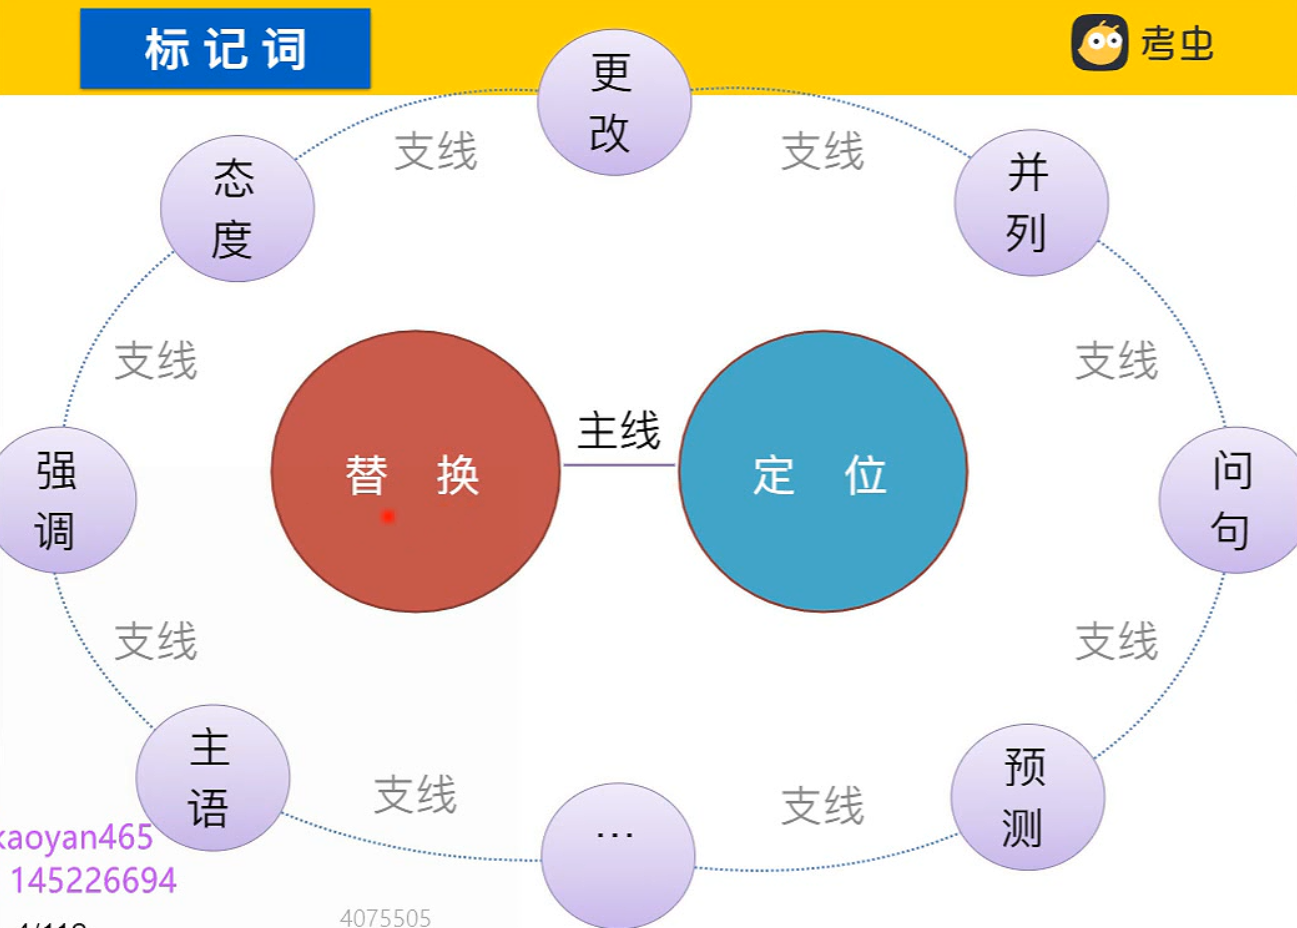 标记词
考虫
更
改
支线
支线
态
度
并
列
支线
支线
主线
替 换
定 位
强
调
问
句
支线
支线
主
语
预
测
支线
支线
...
kaoyan465
145226694
4075505